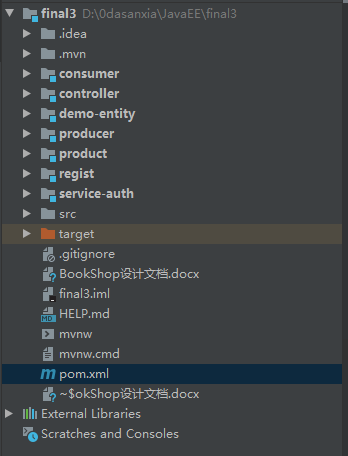 final3 D:\0dasanxia\JavaEE\final3
.idea
.mvn
consumer
controller
demo-entity
producer
product
regist
service-auth
src
target
.gitignore
BookShop设计文档.docx
final3.iml
HELP.md
mvnw
mvnw.cmd
pom.xml
~$okShop设计文档.docx
External Libraries
Scratches and Consoles